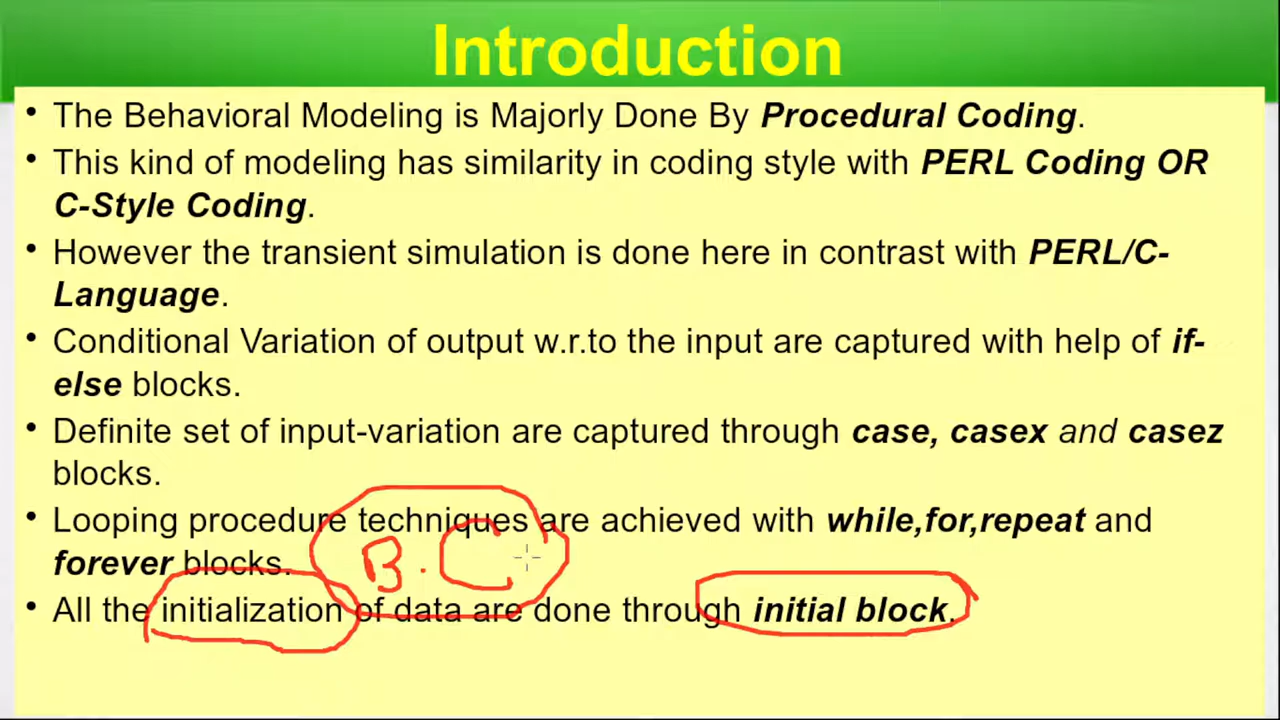 Introduction
• The Behavioral Modeling is Majorly Done By Procedural Coding.
• This kind of modeling has similarity in coding style with PERL Coding OR
C-Style Coding.
• However the transient simulation is done here in contrast with PERL/C-
Language.
• Conditional Variation of output w.r.to the input are captured with help of if-
else blocks.
• Definite set of input-variation are captured through case, casex and casez
blocks.
• Looping procedure techniques are achieved with while,for,repeat and
forever blocks.
B.C
• All the initialization of data are done through initial block.